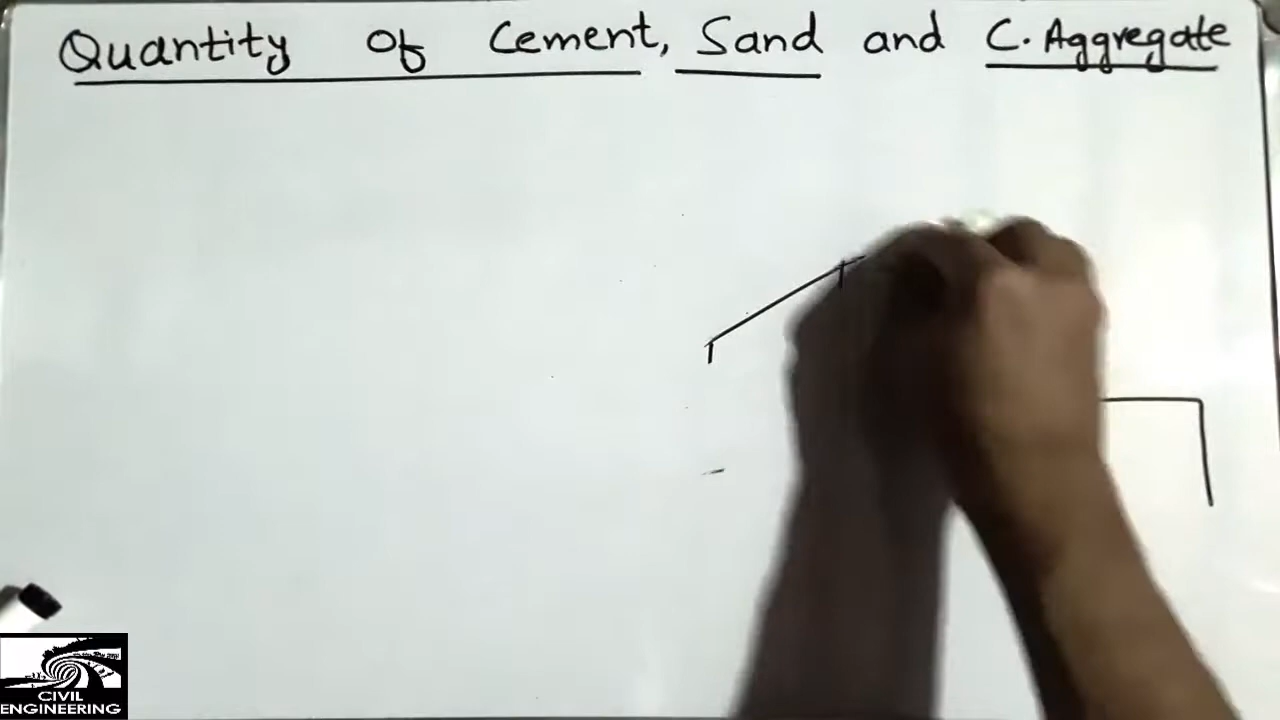 Quantity of Cement, Sand and C. Aggregate
CIVIL
ENGINEERING